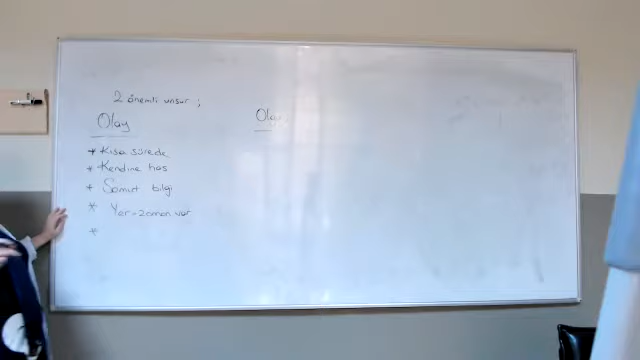 2 önemli unsur ;
Olay
* Kısa sürede
* Kendine has
* Somut bilgi
* Yer-zaman var
*
Olgu